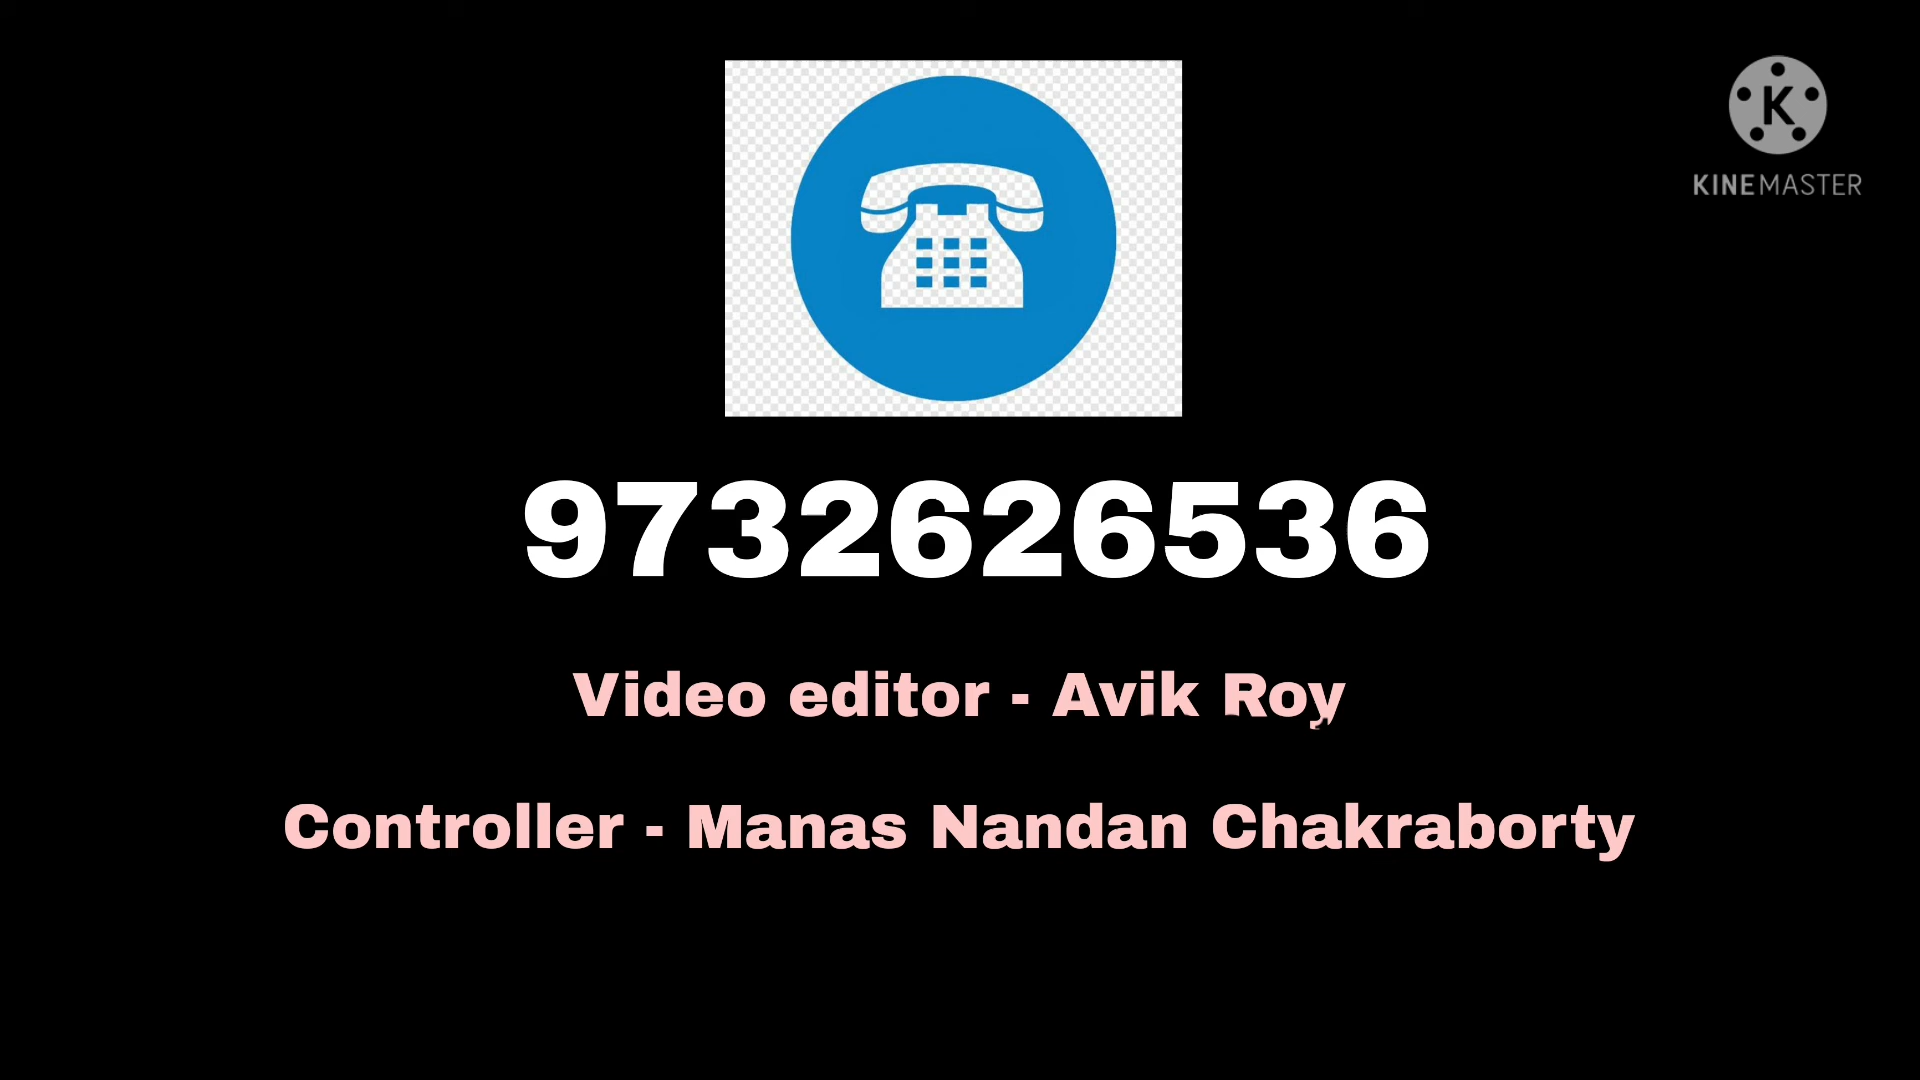 K
KINEMASTER
9732626536
Video editor - Avik Roy
Controller - Manas Nandan Chakraborty